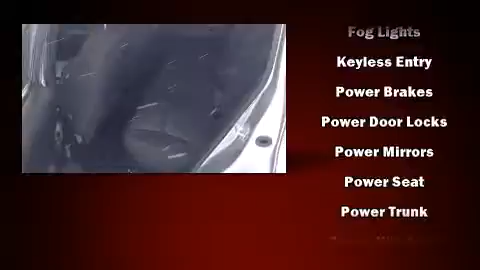 Fog Lights
Keyless Entry
Power Brakes
Power Door Locks
Power Mirrors
Power Seat
Power Trunk